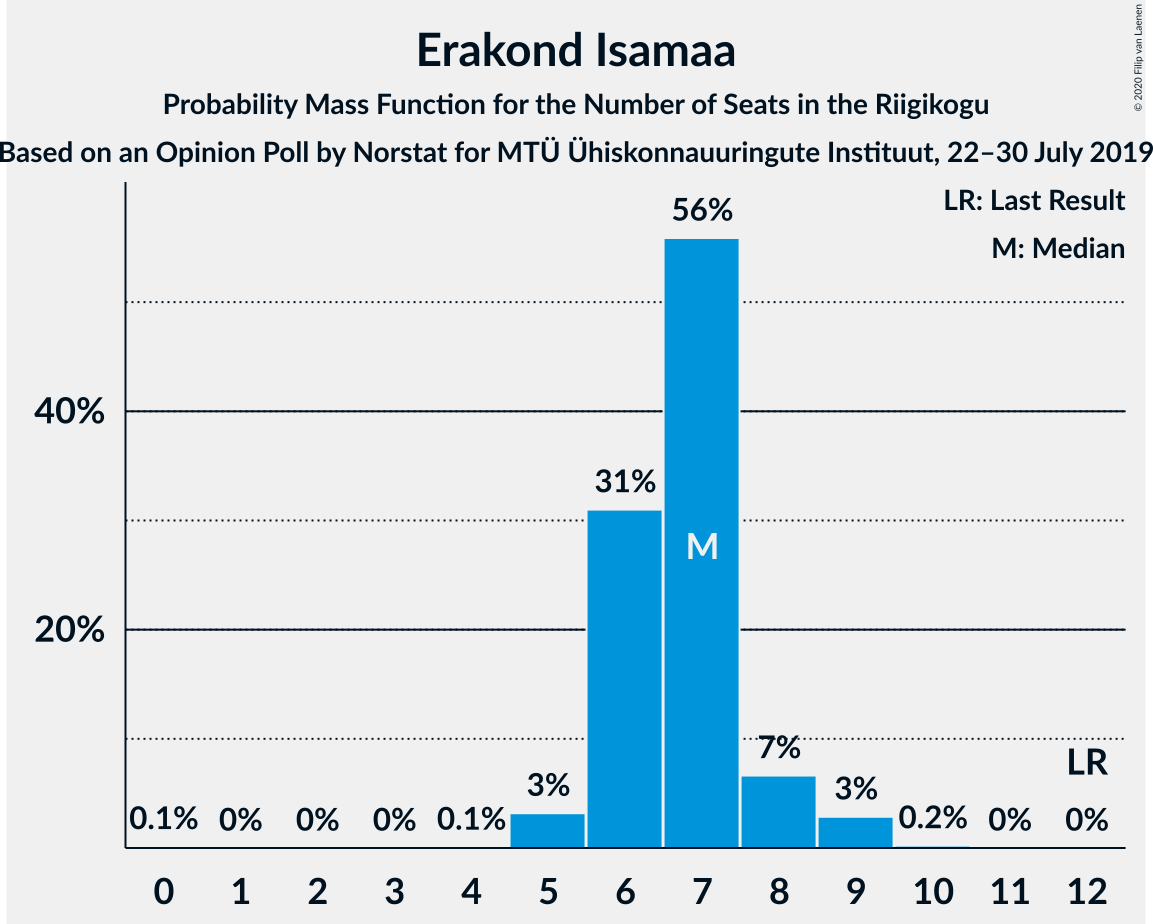 Erakond Isamaa
Probability Mass Function for the Number of Seats in the Riigikogu
Based on an Opinion Poll by Norstat for MTÜ Ühiskonnauuringute Instituut, 22–30 July 2019
© 2020 Filip van Laenen
LR: Last Result
M: Median
56%
40%
31%
M
20%
7%
LR
3%
3%
0.1% 0% 0% 0% 0.1% 0.2% 0% 0%
0 1 2 3 4 5 6 7 8 9 10 11 12